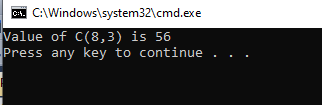 C:\Windows\system32\cmd.exe
Value of C(8,3) is 56
Press any key to continue . . .